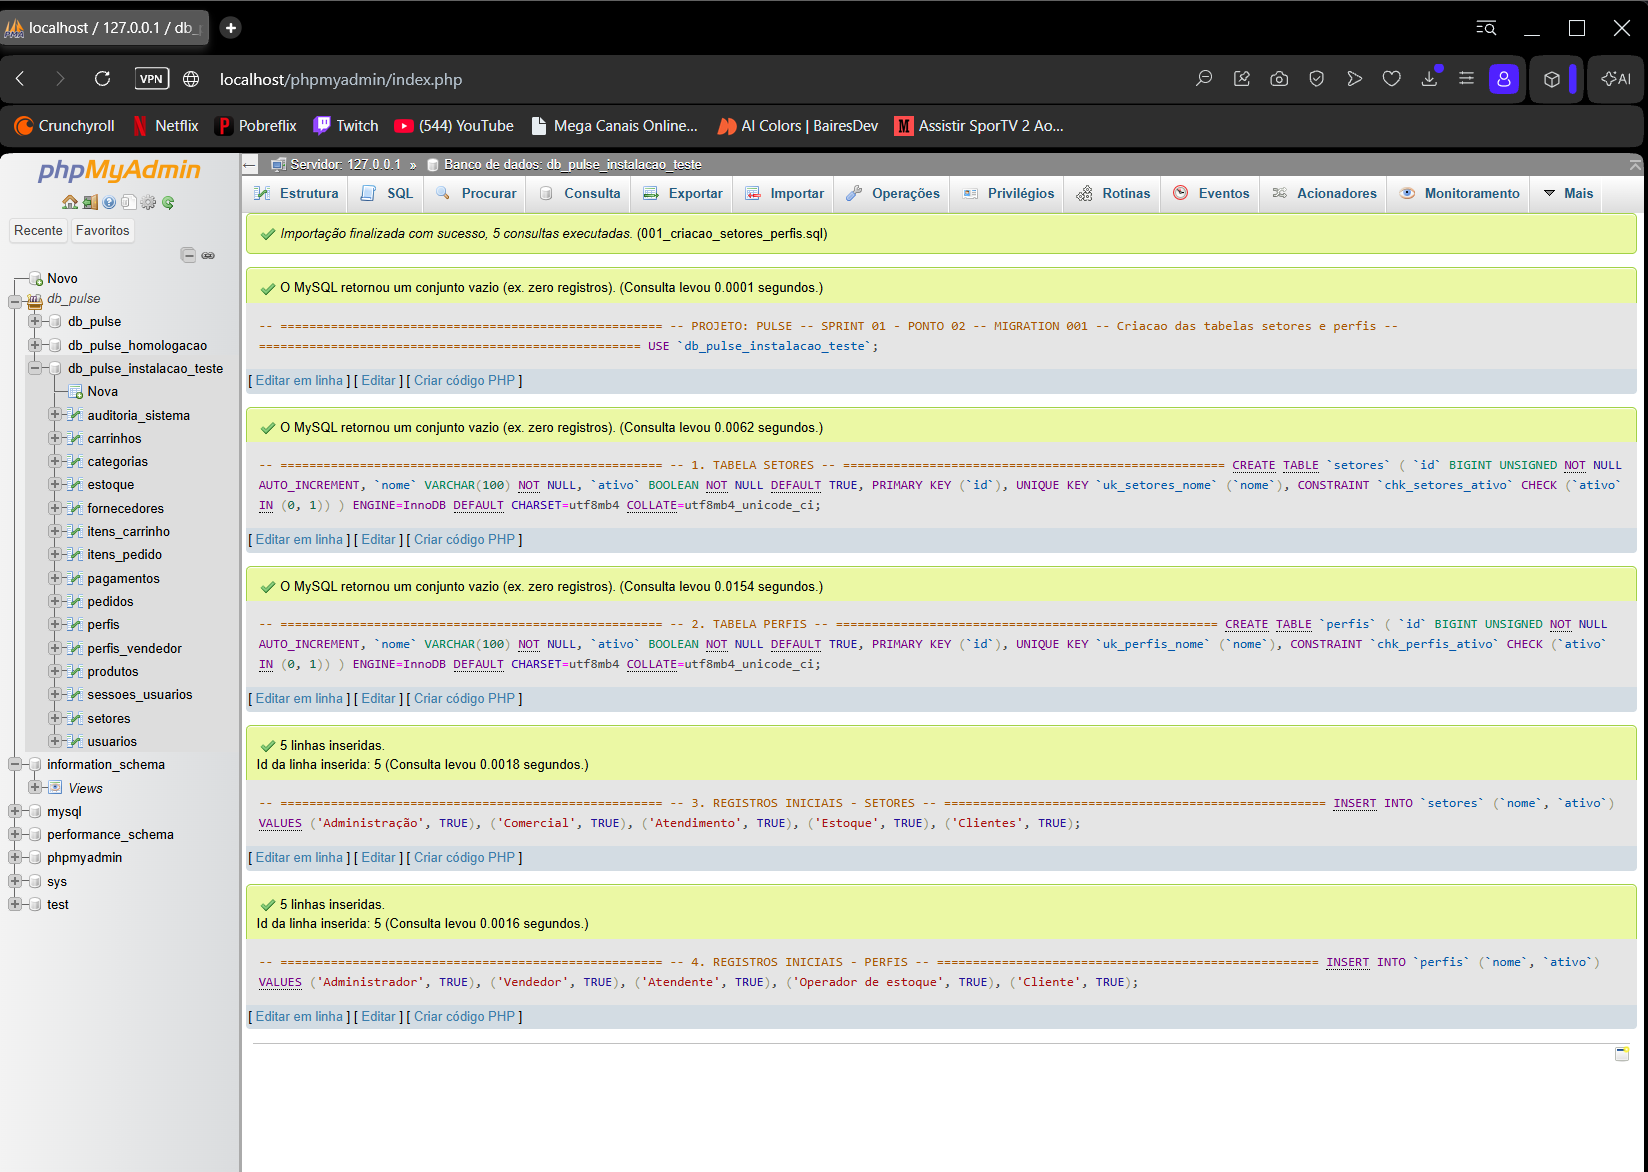 localhost / 127.0.0.1 / db_
VPN
localhost/phpmyadmin/index.php
AI
Crunchyroll
Netflix
Pobreflix
Twitch
(544) YouTube
Mega Canais Online...
AI Colors | BairesDev
Assistir SporTV 2 Ao...
phpMyAdmin
Recente
Favoritos
Novo
db_pulse
db_pulse
db_pulse_homologacao
db_pulse_instalacao_teste
Nova
auditoria_sistema
carrinhos
categorias
estoque
fornecedores
itens_carrinho
itens_pedido
pagamentos
pedidos
perfis
perfis_vendedor
produtos
sessoes_usuarios
setores
usuarios
information_schema
Views
mysql
performance_schema
phpmyadmin
sys
test
Servidor: 127.0.0.1 » Banco de dados: db_pulse_instalacao_teste
Estrutura
SQL
Procurar
Consulta
Exportar
Importar
Operações
Privilégios
Rotinas
Eventos
Acionadores
Monitoramento
Mais
Importação finalizada com sucesso, 5 consultas executadas. (001_criacao_setores_perfis.sql)
O MySQL retornou um conjunto vazio (ex. zero registros). (Consulta levou 0.0001 segundos.)
-- ===================================================== -- PROJETO: PULSE -- SPRINT 01 - PONTO 02 -- MIGRATION 001 -- Criacao das tabelas setores e perfis --
===================================================== USE `db_pulse_instalacao_teste`;
[ Editar em linha ] [ Editar ] [ Criar código PHP ]
O MySQL retornou um conjunto vazio (ex. zero registros). (Consulta levou 0.0062 segundos.)
-- ===================================================== -- 1. TABELA SETORES -- ===================================================== CREATE TABLE `setores` ( `id` BIGINT UNSIGNED NOT NULL
AUTO_INCREMENT, `nome` VARCHAR(100) NOT NULL, `ativo` BOOLEAN NOT NULL DEFAULT TRUE, PRIMARY KEY (`id`), UNIQUE KEY `uk_setores_nome` (`nome`), CONSTRAINT `chk_setores_ativo` CHECK (`ativo`
IN (0, 1)) ) ENGINE=InnoDB DEFAULT CHARSET=utf8mb4 COLLATE=utf8mb4_unicode_ci;
[ Editar em linha ] [ Editar ] [ Criar código PHP ]
O MySQL retornou um conjunto vazio (ex. zero registros). (Consulta levou 0.0154 segundos.)
-- ===================================================== -- 2. TABELA PERFIS -- ===================================================== CREATE TABLE `perfis` ( `id` BIGINT UNSIGNED NOT NULL
AUTO_INCREMENT, `nome` VARCHAR(100) NOT NULL, `ativo` BOOLEAN NOT NULL DEFAULT TRUE, PRIMARY KEY (`id`), UNIQUE KEY `uk_perfis_nome` (`nome`), CONSTRAINT `chk_perfis_ativo` CHECK (`ativo`
IN (0, 1)) ) ENGINE=InnoDB DEFAULT CHARSET=utf8mb4 COLLATE=utf8mb4_unicode_ci;
[ Editar em linha ] [ Editar ] [ Criar código PHP ]
5 linhas inseridas.
Id da linha inserida: 5 (Consulta levou 0.0018 segundos.)
-- ===================================================== -- 3. REGISTROS INICIAIS - SETORES -- ===================================================== INSERT INTO `setores` (`nome`, `ativo`)
VALUES ('Administração', TRUE), ('Comercial', TRUE), ('Atendimento', TRUE), ('Estoque', TRUE), ('Clientes', TRUE);
[ Editar em linha ] [ Editar ] [ Criar código PHP ]
5 linhas inseridas.
Id da linha inserida: 5 (Consulta levou 0.0016 segundos.)
-- ===================================================== -- 4. REGISTROS INICIAIS - PERFIS -- ===================================================== INSERT INTO `perfis` (`nome`, `ativo`)
VALUES ('Administrador', TRUE), ('Vendedor', TRUE), ('Atendente', TRUE), ('Operador de estoque', TRUE), ('Cliente', TRUE);
[ Editar em linha ] [ Editar ] [ Criar código PHP ]